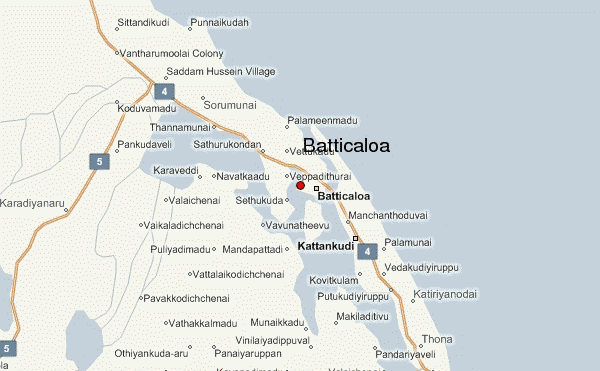 Sittandikudi
Punnaikudah
Vantharumoolai Colony
Saddam Hussein Village
4
Sorumunai
Koduvamadu
Palameenmadu
Thannamunai
Batticaloa
Pankudaveli
Sathurukondan
Vettukadu
5
Karaveddi
Navatkaadu
Veppadithurai
Batticaloa
Karadiyanaru
Valaichenai
Sethukuda
Manchanthoduvai
Vaikaladichchenai
Vavunatheevu
Puliyadimadu
Mandapattadi
Kattankudi
4
Palamunai
Vattalaikodichchenai
Kovitkulam
Vedakudiyiruppu
Pavakkodichchenai
Putukudiyiruppu
Katiriyanodai
Vathakkalmadu
Munaikkadu
Makiladitivu
5
Vinilaiyadippuval
Thona
Othiyankuda-aru
Panaiyaruppan
Pandariyaveli